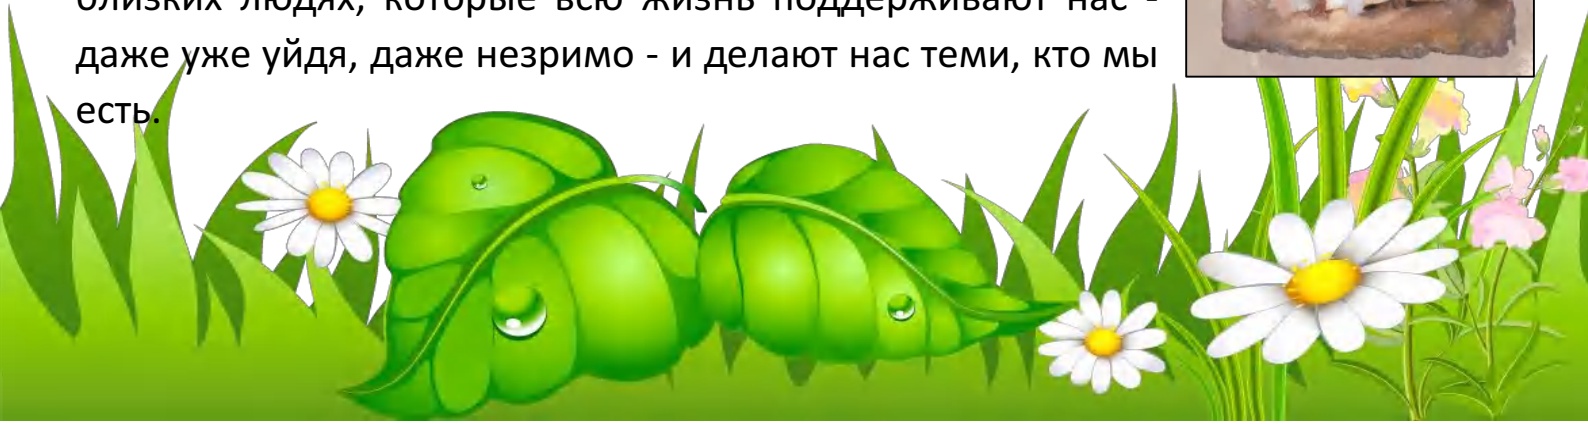 близких людях, которые всю жизнь поддерживают нас -
даже уже уйдя, даже незримо - и делают нас теми, кто мы
есть.